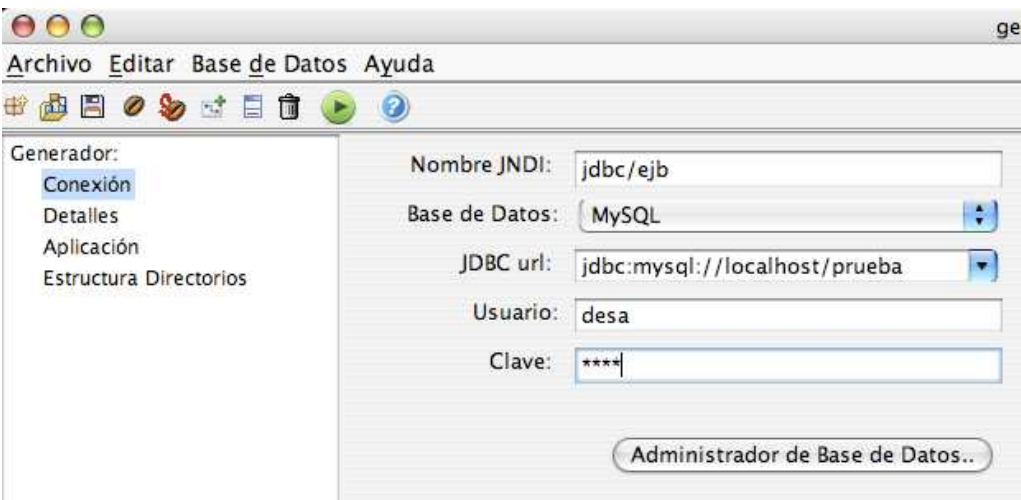 ge
Archivo Editar Base de Datos Ayuda
Generador:
Conexión
Detalles
Aplicación
Estructura Directorios
Nombre JNDI: jdbc/ejb
Base de Datos: MySQL
JDBC url: jdbc:mysql://localhost/prueba
Usuario: desa
Clave: ****
Administrador de Base de Datos..